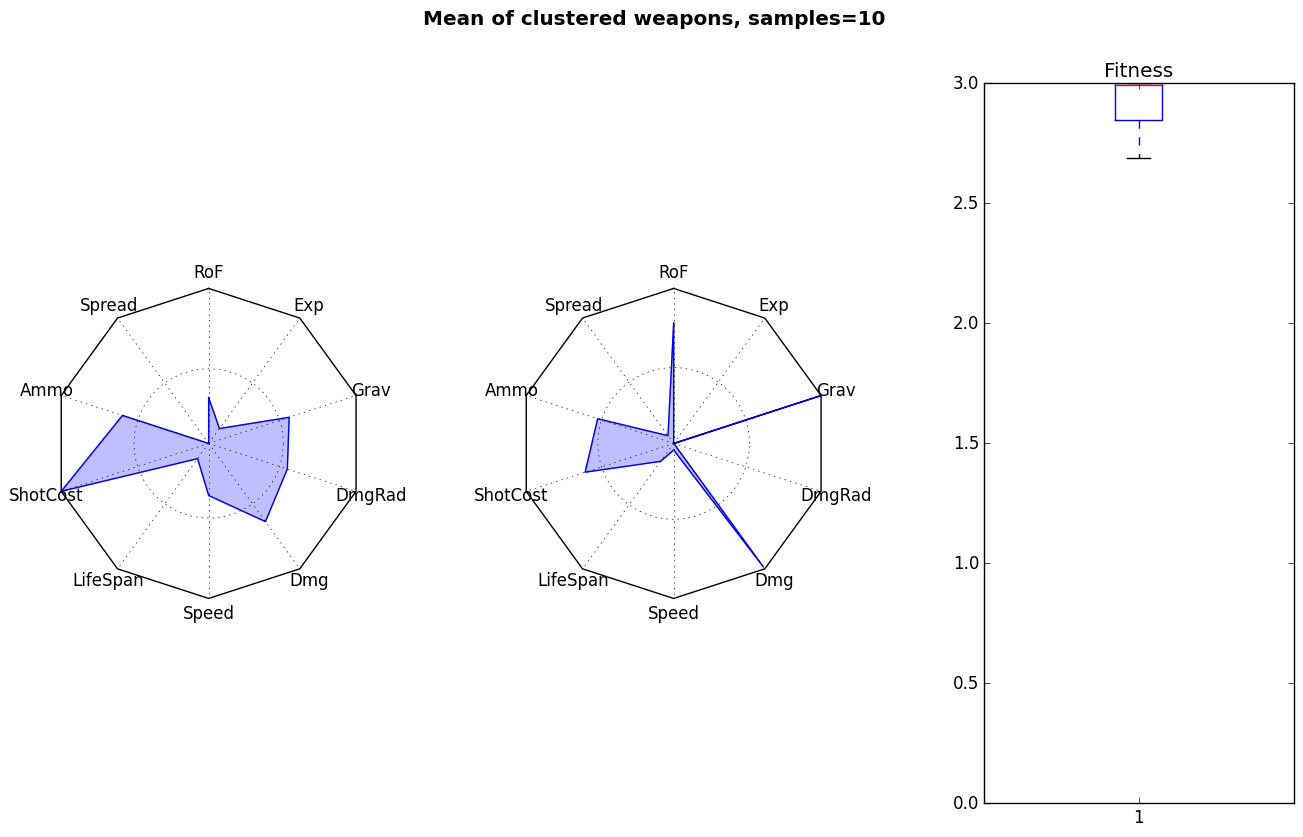 Mean of clustered weapons, samples=10
RoF
Spread
Exp
Ammo
Grav
ShotCost
DmgRad
LifeSpan
Dmg
Speed
RoF
Spread
Exp
Ammo
Grav
ShotCost
DmgRad
LifeSpan
Dmg
Speed
Fitness
3.0
2.5
2.0
1.5
1.0
0.5
0.0
1